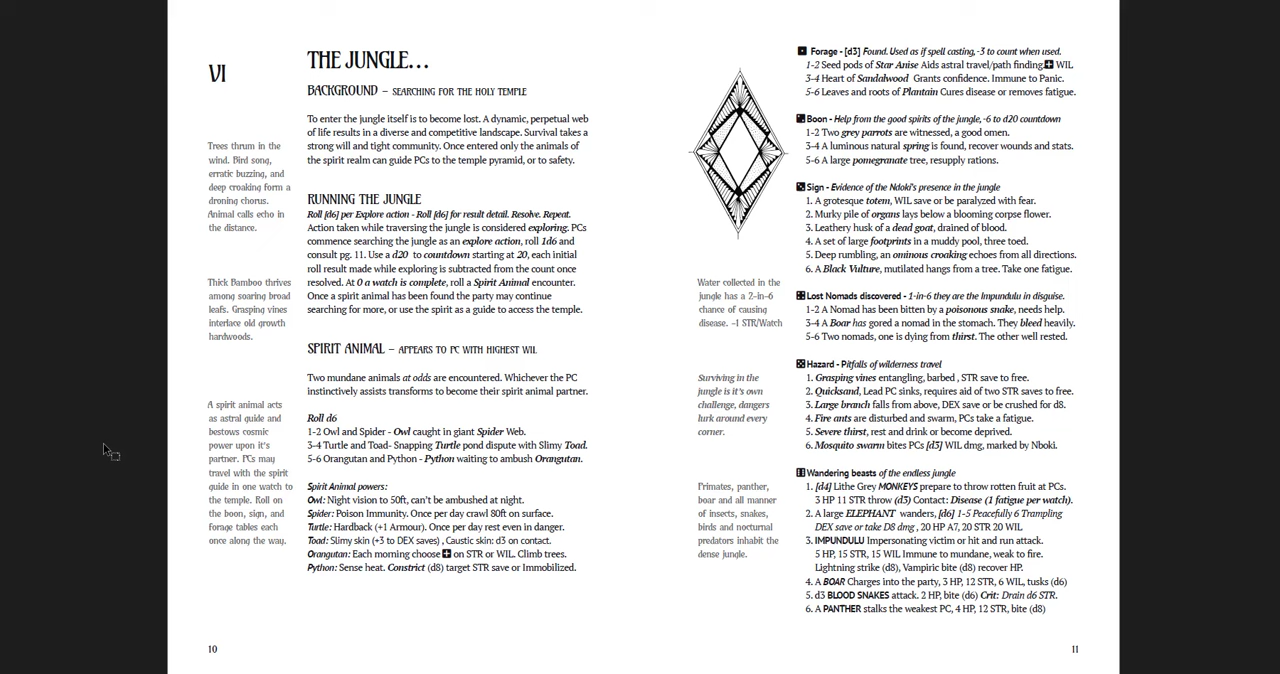 VI
THE JUNGLE...
BACKGROUND – SEARCHING FOR THE HOLY TEMPLE
To enter the jungle itself is to become lost. A dynamic, perpetual web
of life results in a diverse and competitive landscape. Survival takes a
strong will and tight community. Once entered only the animals of
the spirit realm can guide PCs to the temple pyramid, or to safety.
Trees thrum in the
wind. Bird song,
erratic buzzing, and
deep croaking form a
droning chorus.
Animal calls echo in
the distance.
RUNNING THE JUNGLE
Roll [d6] per Explore action - Roll [d6] for result detail. Resolve. Repeat.
Action taken while traversing the jungle is considered exploring. PCs
commence searching the jungle as an explore action, roll 1d6 and
consult pg. 11. Use a d20 to countdown starting at 20, each initial
roll result made while exploring is subtracted from the count once
resolved. At 0 a watch is complete, roll a Spirit Animal encounter.
Once a spirit animal has been found the party may continue
searching for more, or use the spirit as a guide to access the temple.
Thick Bamboo thrives
among soaring broad
leafs. Grasping vines
interlace old growth
hardwoods.
SPIRIT ANIMAL – APPEARS TO PC WITH HIGHEST WIL
Two mundane animals at odds are encountered. Whichever the PC
instinctively assists transforms to become their spirit animal partner.
Roll d6
1-2 Owl and Spider - Owl caught in giant Spider Web.
3-4 Turtle and Toad- Snapping Turtle pond dispute with Slimy Toad.
5-6 Orangutan and Python - Python waiting to ambush Orangutan.
A spirit animal acts
as astral guide and
bestows cosmic
power upon it's
partner. PCs may
travel with the spirit
guide in one watch to
the temple. Roll on
the boon, sign, and
forage tables each
once along the way.
Spirit Animal powers:
Owl: Night vision to 50ft, can't be ambushed at night.
Spider: Poison Immunity. Once per day crawl 80ft on surface.
Turtle: Hardback (+1 Armour). Once per day rest even in danger.
Toad: Slimy skin (+3 to DEX saves) , Caustic skin: d3 on contact.
Orangutan: Each morning choose + on STR or WIL. Climb trees.
Python: Sense heat. Constrict (d8) target STR save or Immobilized.
10
Forage - [d3] Found. Used as if spell casting, -3 to count when used.
1-2 Seed pods of Star Anise Aids astral travel/path finding.+ WIL
3-4 Heart of Sandalwood Grants confidence. Immune to Panic.
5-6 Leaves and roots of Plantain Cures disease or removes fatigue.
Boon - Help from the good spirits of the jungle, -6 to d20 countdown
1-2 Two grey parrots are witnessed, a good omen.
3-4 A luminous natural spring is found, recover wounds and stats.
5-6 A large pomegranate tree, resupply rations.
Sign - Evidence of the Ndoki's presence in the jungle
1. A grotesque totem, WIL save or be paralyzed with fear.
2. Murky pile of organs lays below a blooming corpse flower.
3. Leathery husk of a dead goat, drained of blood.
4. A set of large footprints in a muddy pool, three toed.
5. Deep rumbling, an ominous croaking echoes from all directions.
6. A Black Vulture, mutilated hangs from a tree. Take one fatigue.
Water collected in the
jungle has a 2-in-6
chance of causing
disease. -1 STR/Watch
Lost Nomads discovered - 1-in-6 they are the Impundulu in disguise.
1-2 A Nomad has been bitten by a poisonous snake, needs help.
3-4 A Boar has gored a nomad in the stomach. They bleed heavily.
5-6 Two nomads, one is dying from thirst. The other well rested.
Surviving in the
jungle is it's own
challenge, dangers
lurk around every
corner.
Hazard - Pitfalls of wilderness travel
1. Grasping vines entangling, barbed , STR save to free.
2. Quicksand, Lead PC sinks, requires aid of two STR saves to free.
3. Large branch falls from above, DEX save or be crushed for d8.
4. Fire ants are disturbed and swarm, PCs take a fatigue.
5. Severe thirst, rest and drink or become deprived.
6. Mosquito swarm bites PCs [d3] WIL dmg, marked by Nboki.
Primates, panther,
boar and all manner
of insects, snakes,
birds and nocturnal
predators inhabit the
dense jungle.
Wandering beasts of the endless jungle
1. [d4] Lithe Grey MONKEYS prepare to throw rotten fruit at PCs.
3 HP 11 STR throw (d3) Contact: Disease (1 fatigue per watch).
2. A large ELEPHANT wanders, [d6] 1-5 Peacefully 6 Trampling
DEX save or take D8 dmg , 20 HP A7, 20 STR 20 WIL
3. IMPUNDULU Impersonating victim or hit and run attack.
5 HP, 15 STR, 15 WIL Immune to mundane, weak to fire.
Lightning strike (d8), Vampiric bite (d8) recover HP.
4. A BOAR Charges into the party, 3 HP, 12 STR, 6 WIL, tusks (d6)
5. d3 BLOOD SNAKES attack. 2 HP, bite (d6) Crit: Drain d6 STR.
6. A PANTHER stalks the weakest PC, 4 HP, 12 STR, bite (d8)
11